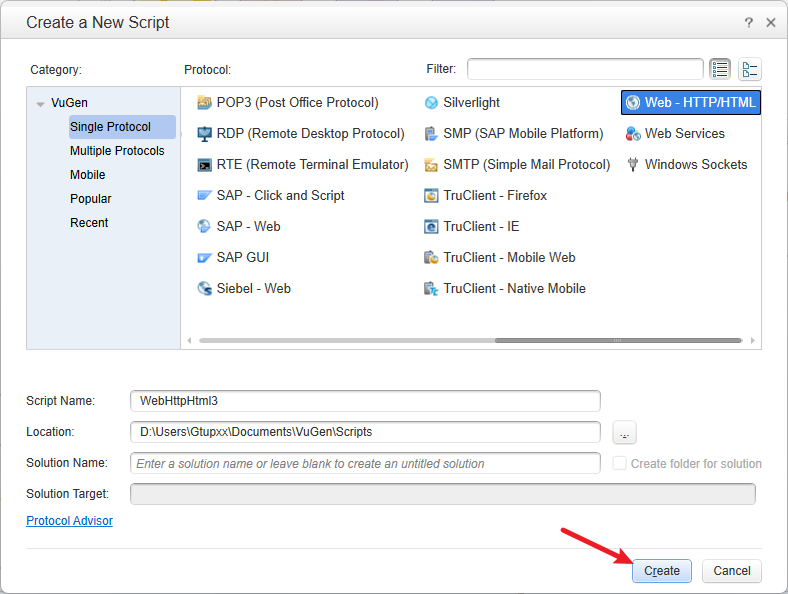 Create a New Script
?
Category:
Protocol:
Filter:
VuGen
Single Protocol
Multiple Protocols
Mobile
Popular
Recent
POP3 (Post Office Protocol)
RDP (Remote Desktop Protocol)
RTE (Remote Terminal Emulator)
SAP - Click and Script
SAP - Web
SAP GUI
Siebel - Web
Silverlight
SMP (SAP Mobile Platform)
SMTP (Simple Mail Protocol)
TruClient - Firefox
TruClient - IE
TruClient - Mobile Web
TruClient - Native Mobile
Web - HTTP/HTML
Web Services
Windows Sockets
Script Name:
WebHttpHtml3
Location:
D:\Users\Gtupxx\Documents\VuGen\Scripts
...
Solution Name:
Enter a solution name or leave blank to create an untitled solution
Create folder for solution
Solution Target:
Protocol Advisor
Create
Cancel